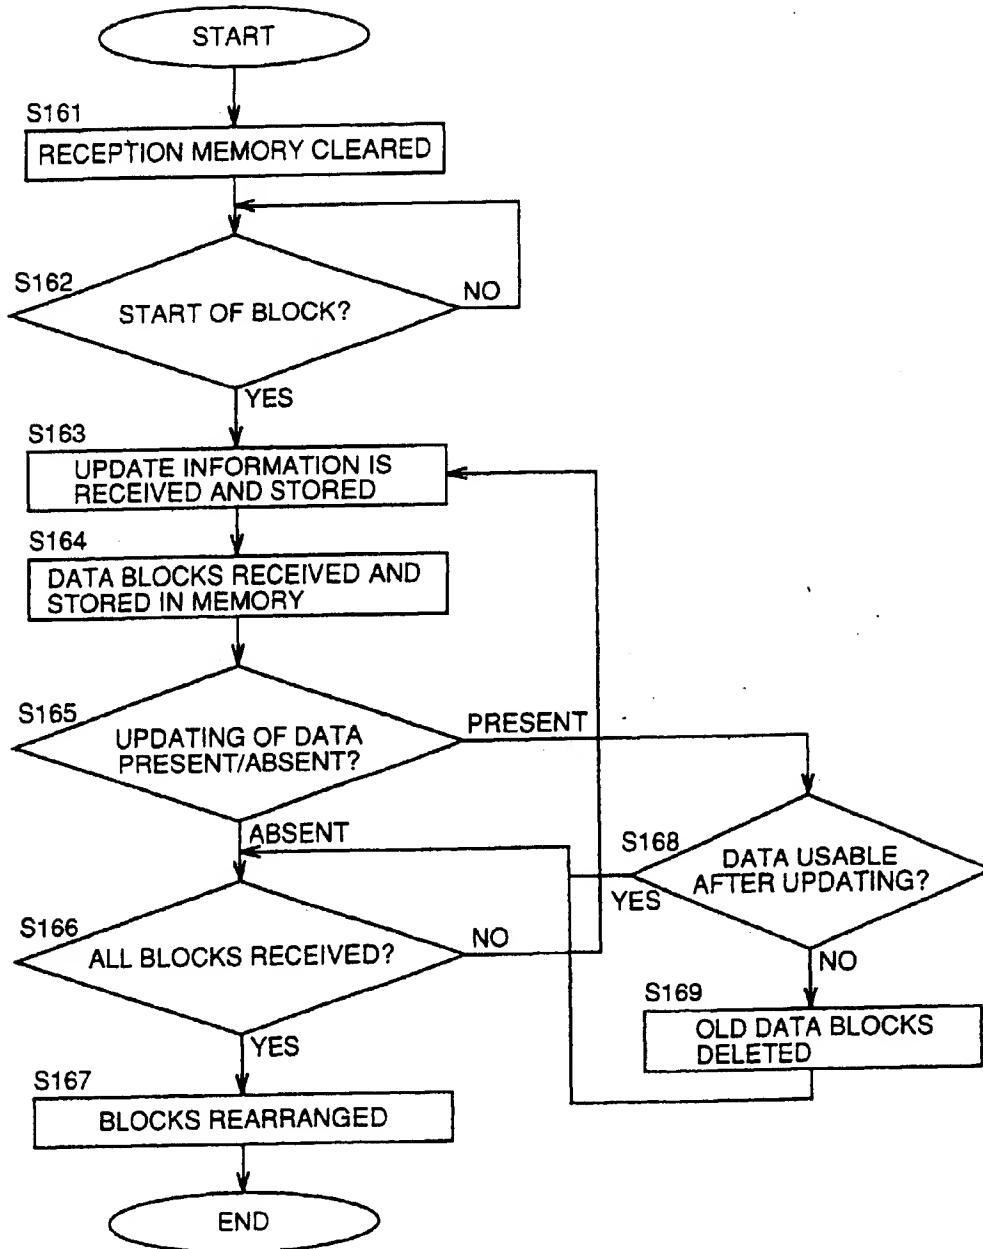 START
S161
RECEPTION MEMORY CLEARED
S162
START OF BLOCK?
NO
YES
S163
UPDATE INFORMATION IS
RECEIVED AND STORED
S164
DATA BLOCKS RECEIVED AND
STORED IN MEMORY
S165
UPDATING OF DATA
PRESENT/ABSENT?
PRESENT
ABSENT
S168
DATA USABLE
AFTER UPDATING?
YES
NO
S166
ALL BLOCKS RECEIVED?
NO
YES
S169
OLD DATA BLOCKS
DELETED
S167
BLOCKS REARRANGED
END